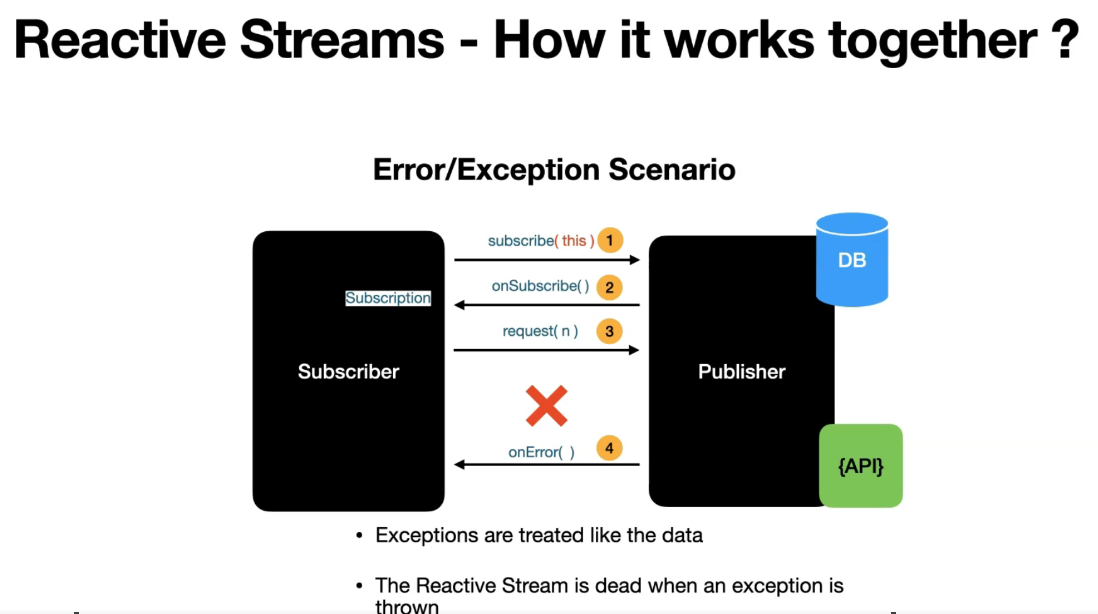 Reactive Streams - How it works together ?
Error/Exception Scenario
subscribe( this ) 1
DB
onSubscribe( ) 2
Subscription
request( n ) 3
Subscriber
Publisher
onError( ) 4
{API}
• Exceptions are treated like the data
• The Reactive Stream is dead when an exception is
thrown